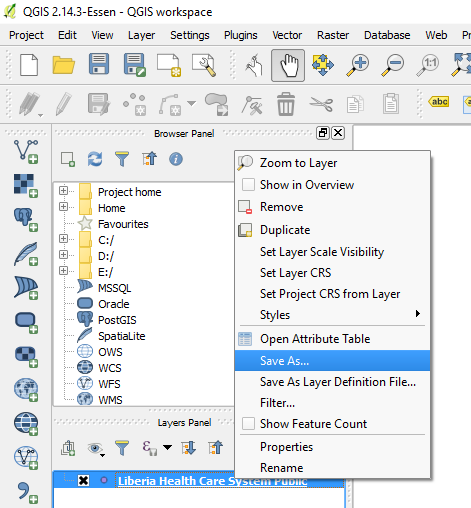 QGIS 2.14.3-Essen - QGIS workspace
Project Edit View Layer Settings Plugins Vector Raster Database Web
1:1
abc
Browser Panel
Project home
Home
Favourites
C:/
D:/
E:/
MSSQL
Oracle
PostGIS
SpatiaLite
OWS
WCS
WFS
WMS
Zoom to Layer
Show in Overview
Remove
Duplicate
Set Layer Scale Visibility
Set Layer CRS
Set Project CRS from Layer
Styles
Open Attribute Table
Save As...
Save As Layer Definition File...
Filter...
Show Feature Count
Properties
Rename
Layers Panel
Liberia Health Care System Public